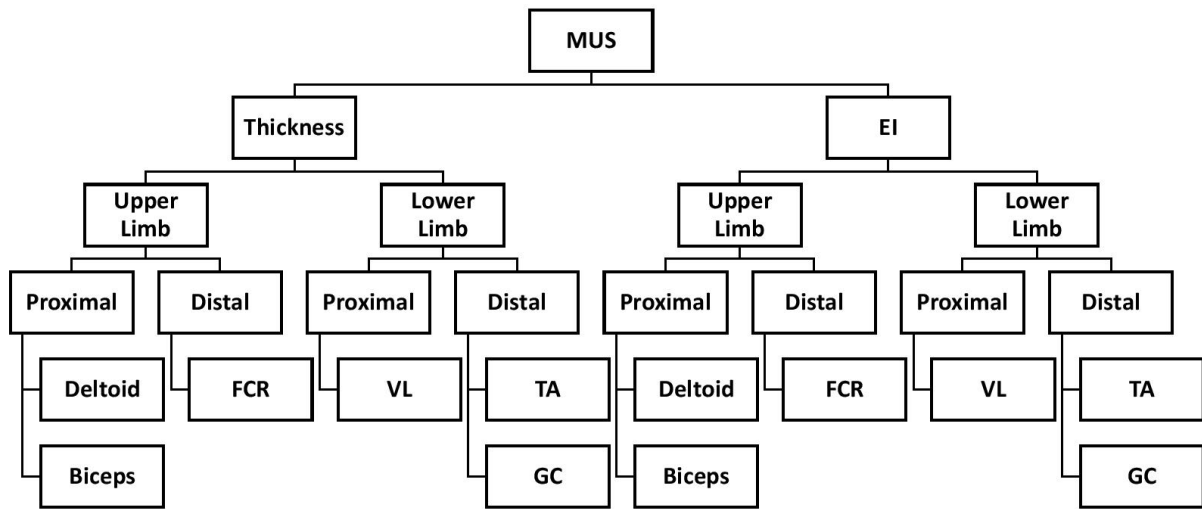 MUS
Thickness
EI
Upper
Limb
Lower
Limb
Upper
Limb
Lower
Limb
Proximal
Distal
Proximal
Distal
Proximal
Distal
Proximal
Distal
Deltoid
FCR
VL
TA
Deltoid
FCR
VL
TA
Biceps
GC
Biceps
GC